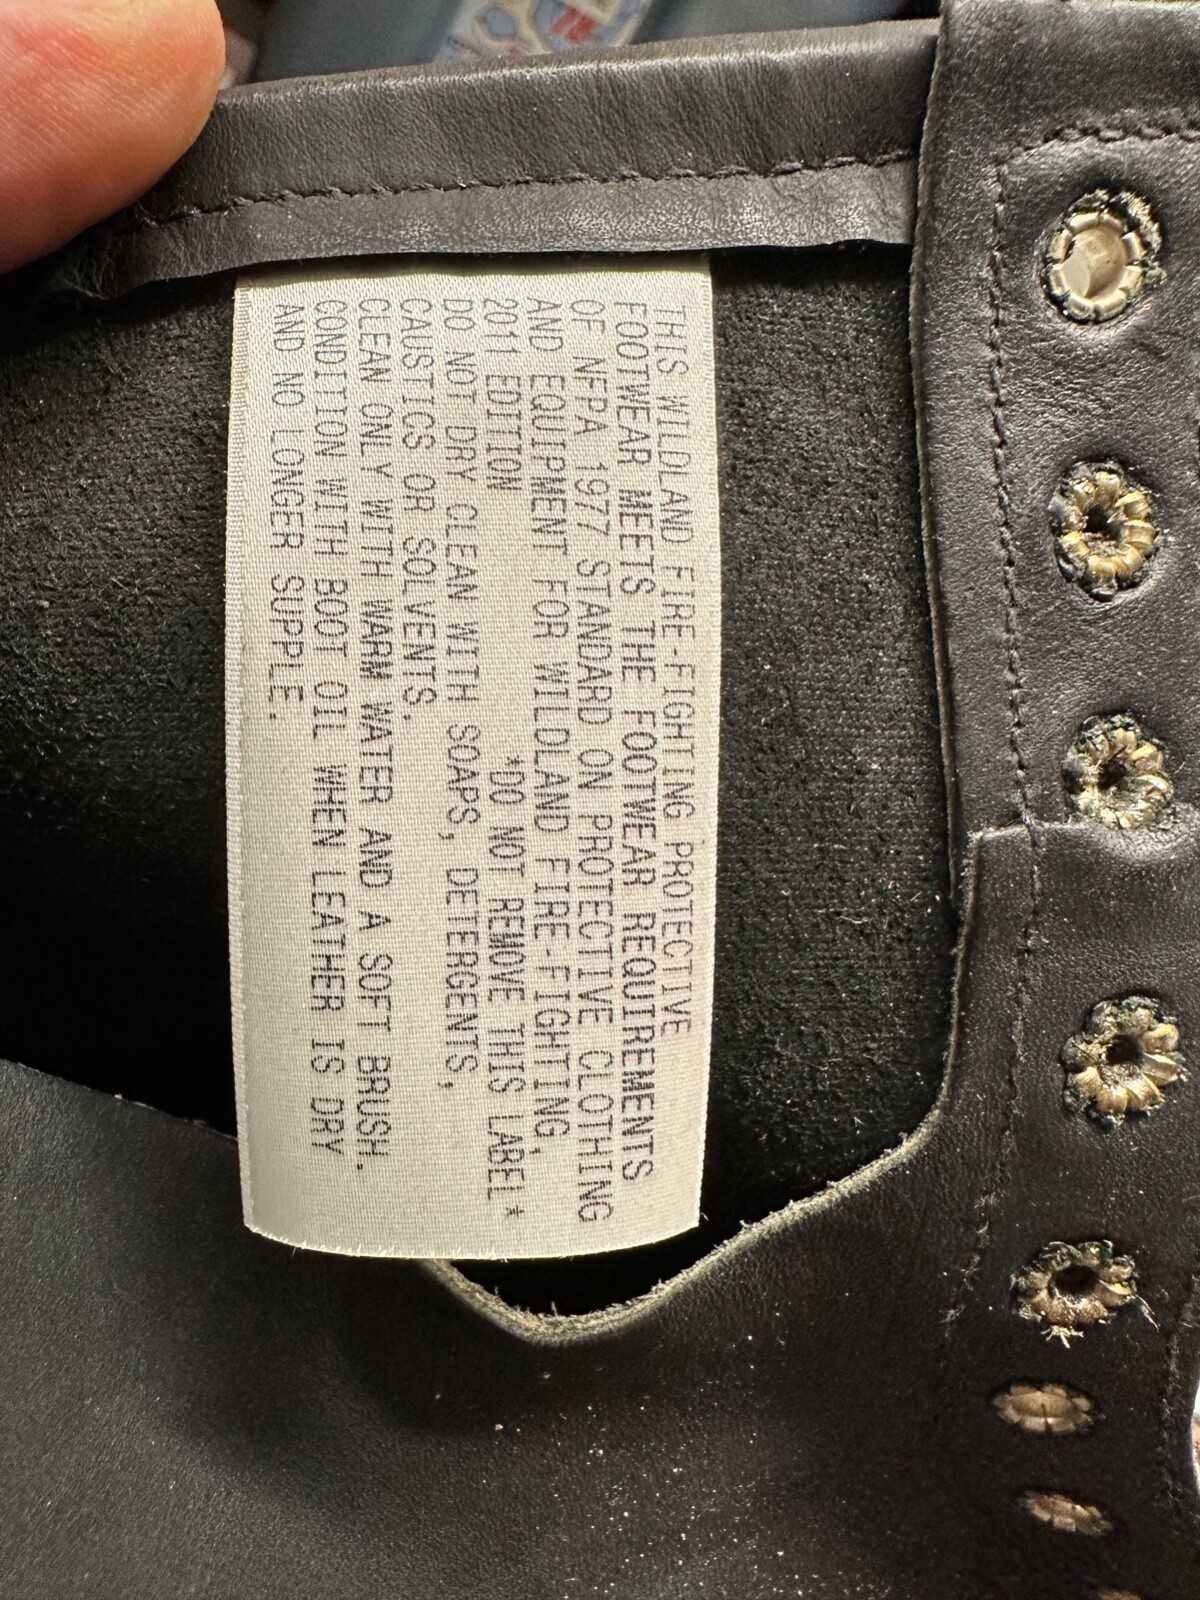 THIS WILDLAND FIRE-FIGHTING PROTECTIVE
FOOTWEAR MEETS THE FOOTWEAR REQUIREMENTS
OF NFPA 1977 STANDARD ON PROTECTIVE CLOTHING
AND EQUIPMENT FOR WILDLAND FIRE-FIGHTING,
2011 EDITION *DO NOT REMOVE THIS LABEL*
DO NOT DRY CLEAN WITH SOAPS, DETERGENTS,
CAUSTICS OR SOLVENTS.
CLEAN ONLY WITH WARM WATER AND A SOFT BRUSH.
CONDITION WITH BOOT OIL WHEN LEATHER IS DRY
AND NO LONGER SUPPLE.